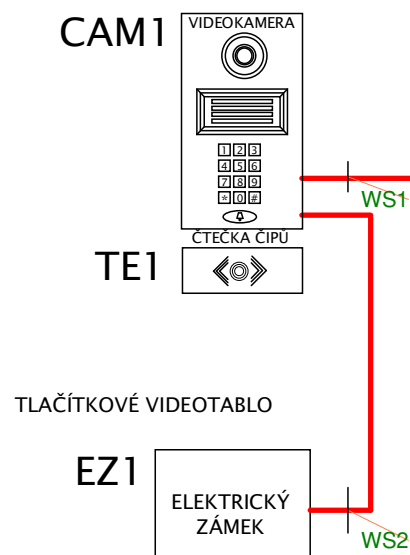 CAM1
VIDEOKAMERA
1 2 3
4 5 6
7 8 9
* 0 #
WS1
ČTEČKA ČIPŮ
TE1
TLAČÍTKOVÉ VIDEOTABLO
EZ1
ELEKTRICKÝ
ZÁMEK
WS2